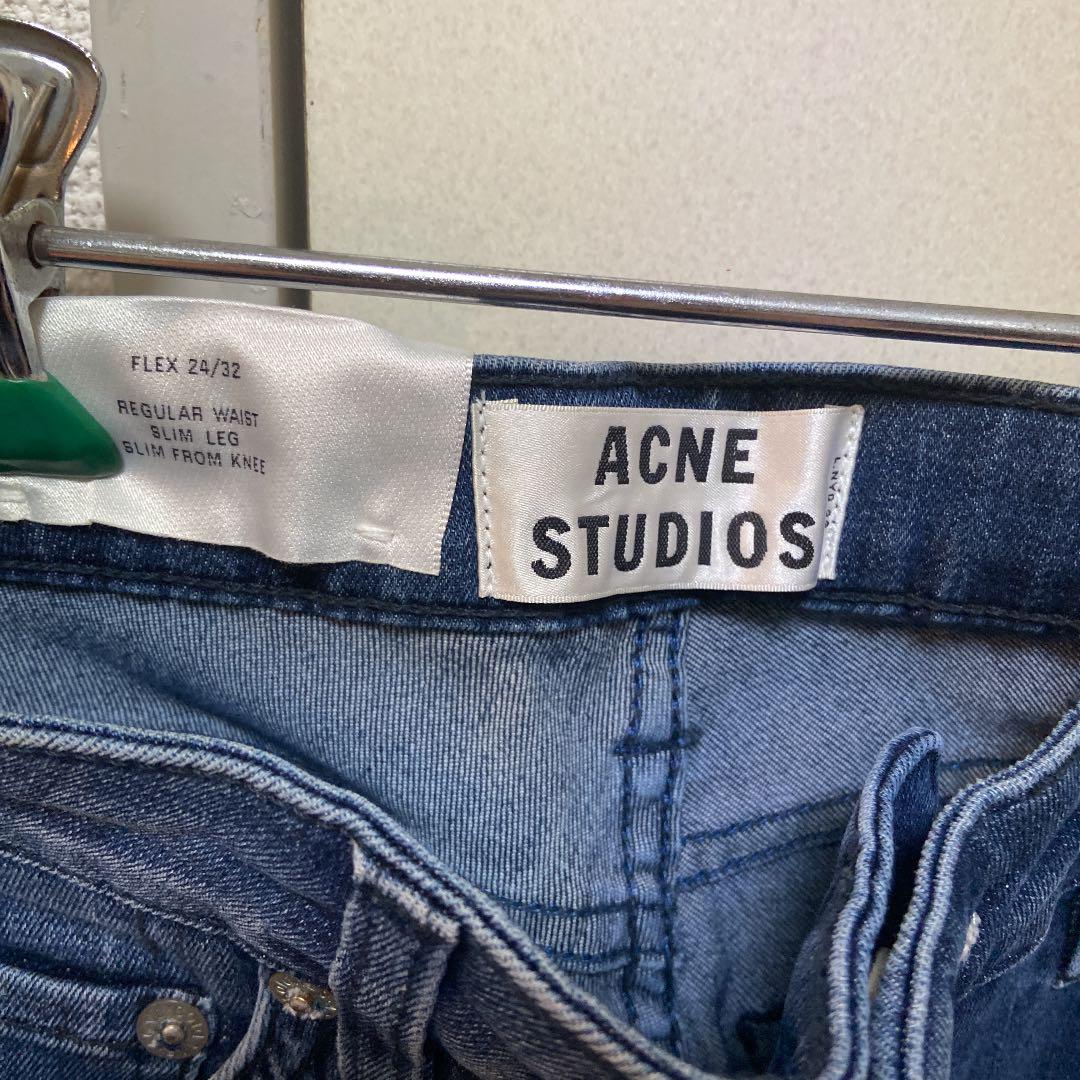 FLEX 24/32
REGULAR WAIST
SLIM LEG
SLIM FROM KNEE
ACNE
STUDIOS